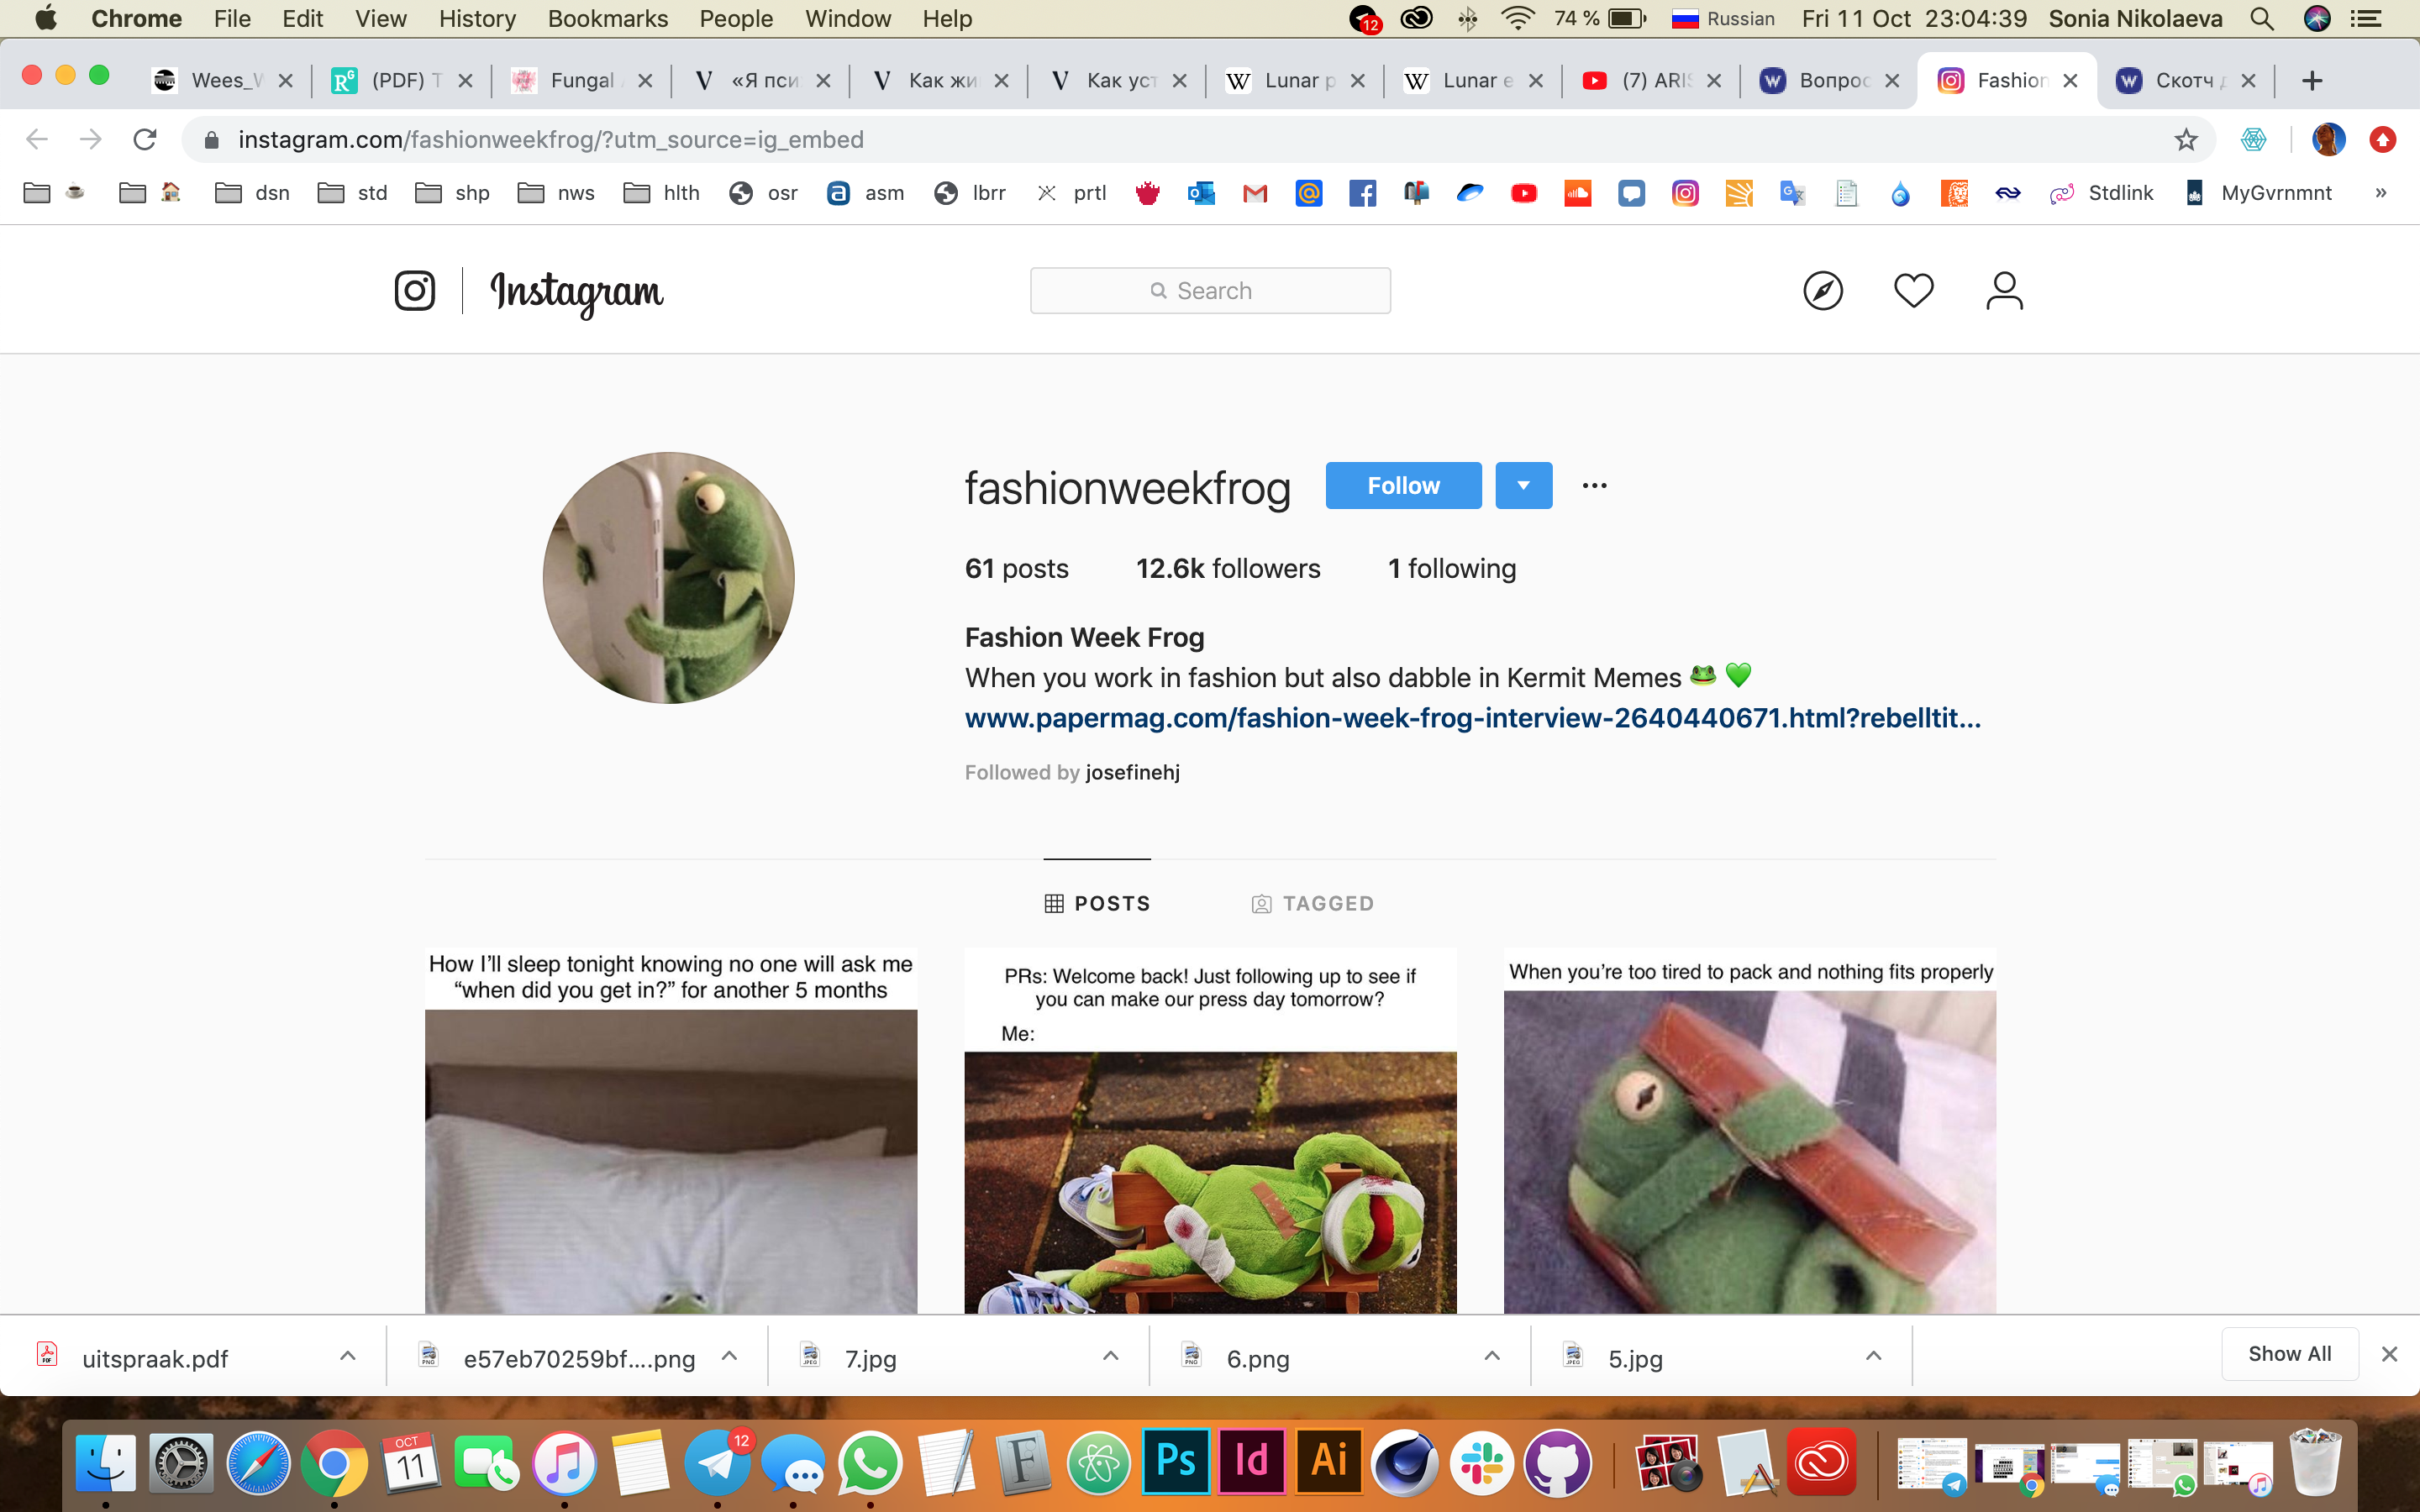 Chrome File Edit View History Bookmarks People Window Help 12 74 % Russian Fri 11 Oct 23:04:39 Sonia Nikolaeva
Wees_W (PDF) T Fungal «Я пси Как жи Как уст Lunar p Lunar e (7) ARIS Вопрос Fashion Скотч д
instagram.com/fashionweekfrog/?utm_source=ig_embed
dsn std shp nws hlth osr asm lbrr prtl Stdlink MyGvrnmnt »
Instagram Search
fashionweekfrog Follow
61 posts 12.6k followers 1 following
Fashion Week Frog
When you work in fashion but also dabble in Kermit Memes 🐸 💚
www.papermag.com/fashion-week-frog-interview-2640440671.html?rebelltit...
Followed by josefinehj
POSTS TAGGED
How I’ll sleep tonight knowing no one will ask me
“when did you get in?” for another 5 months
PRs: Welcome back! Just following up to see if
you can make our press day tomorrow?
Me:
When you’re too tired to pack and nothing fits properly
uitspraak.pdf e57eb70259bf....png 7.jpg 6.png 5.jpg Show All
OCT
11
12
Ps Id Ai